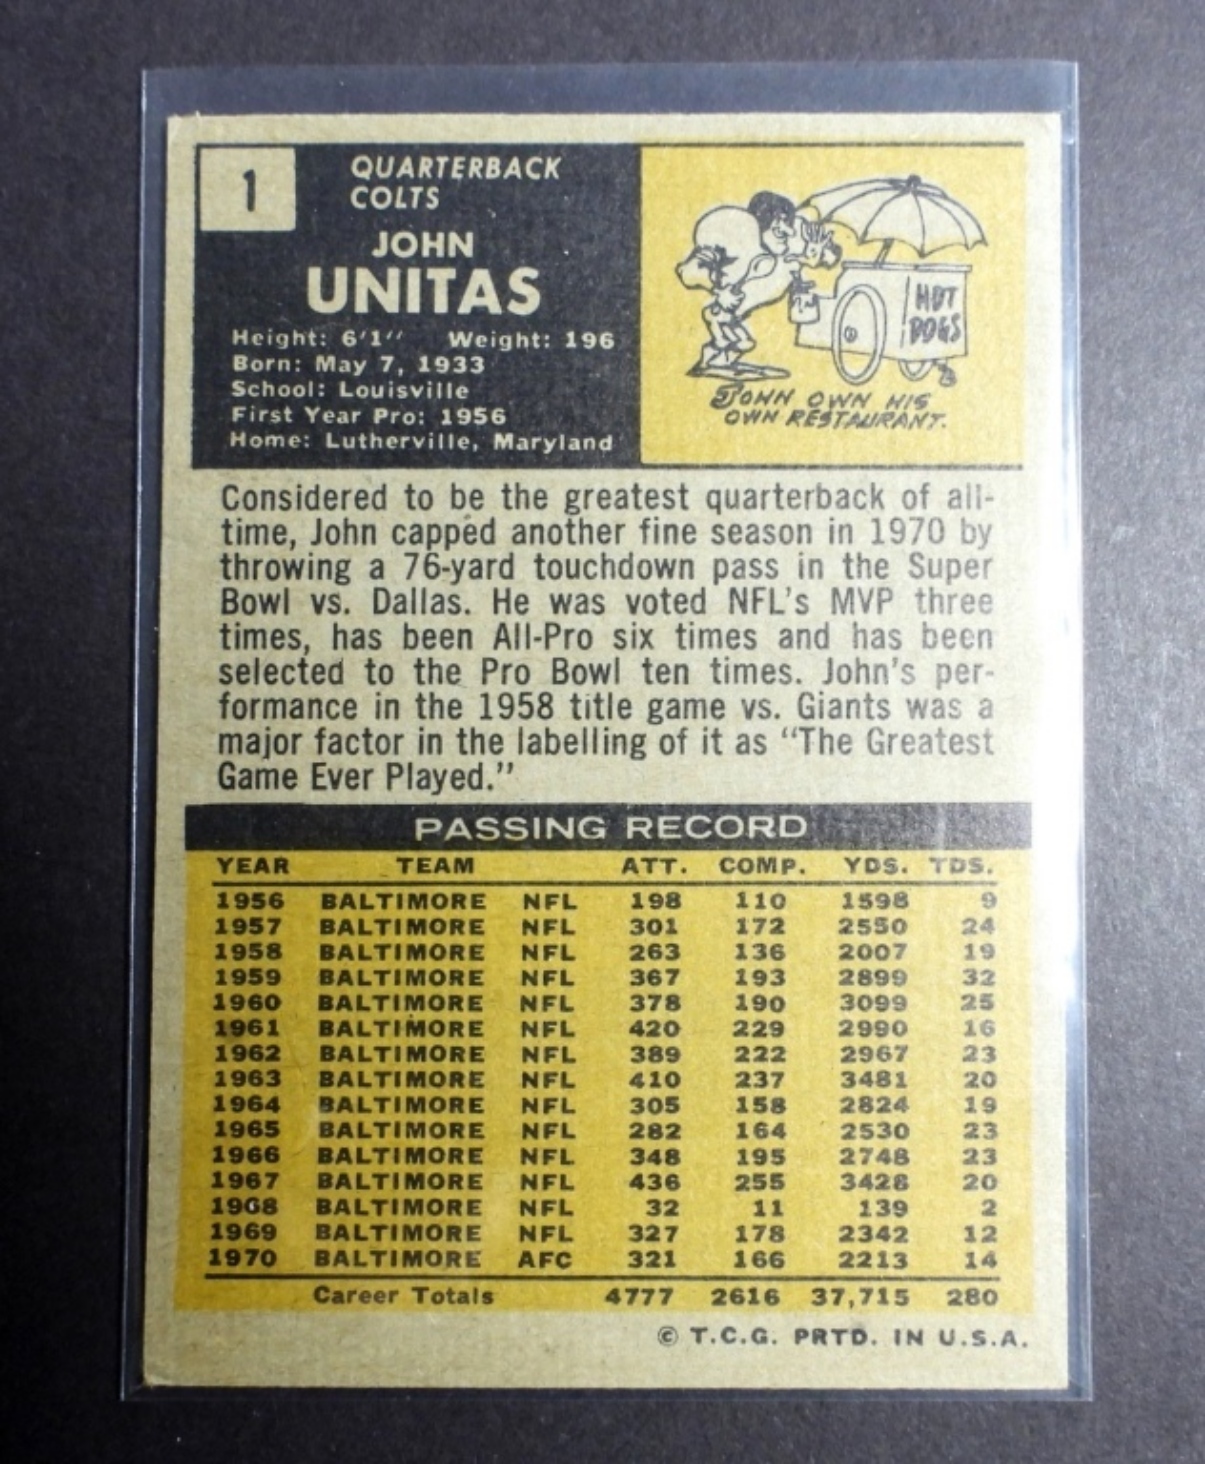 1
QUARTERBACK
COLTS
JOHN
UNITAS
Height: 6'1" Weight: 196
Born: May 7, 1933
School: Louisville
First Year Pro: 1956
Home: Lutherville, Maryland
HOT
DOGS
JOHN OWN HIS
OWN RESTAURANT.
Considered to be the greatest quarterback of all-
time, John capped another fine season in 1970 by
throwing a 76-yard touchdown pass in the Super
Bowl vs. Dallas. He was voted NFL's MVP three
times, has been All-Pro six times and has been
selected to the Pro Bowl ten times. John's per-
formance in the 1958 title game vs. Giants was a
major factor in the labelling of it as "The Greatest
Game Ever Played."
PASSING RECORD
YEAR TEAM ATT. COMP. YDS. TDS.
1956 BALTIMORE NFL 198 110 1598 9
1957 BALTIMORE NFL 301 172 2550 24
1958 BALTIMORE NFL 263 136 2007 19
1959 BALTIMORE NFL 367 193 2899 32
1960 BALTIMORE NFL 378 190 3099 25
1961 BALTIMORE NFL 420 229 2990 16
1962 BALTIMORE NFL 389 222 2967 23
1963 BALTIMORE NFL 410 237 3481 20
1964 BALTIMORE NFL 305 158 2824 19
1965 BALTIMORE NFL 282 164 2530 23
1966 BALTIMORE NFL 348 195 2748 23
1967 BALTIMORE NFL 436 255 3428 20
1968 BALTIMORE NFL 32 11 139 2
1969 BALTIMORE NFL 327 178 2342 12
1970 BALTIMORE AFC 321 166 2213 14
Career Totals 4777 2616 37,715 280
© T.C.G. PRTD. IN U.S.A.